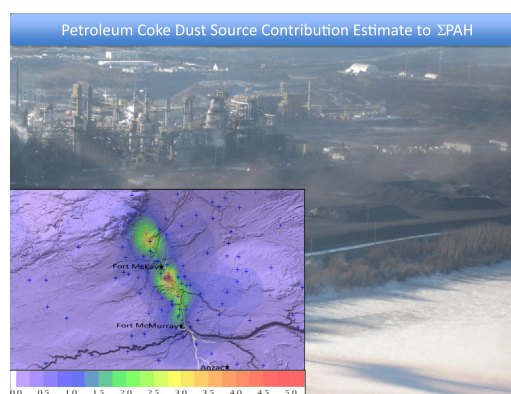 Petroleum Coke Dust Source Contribution Estimate to ΣPAH
Fort McKay
Fort McMurray
Anzac
0.0 0.5 1.0 1.5 2.0 2.5 3.0 3.5 4.0 4.5 5.0